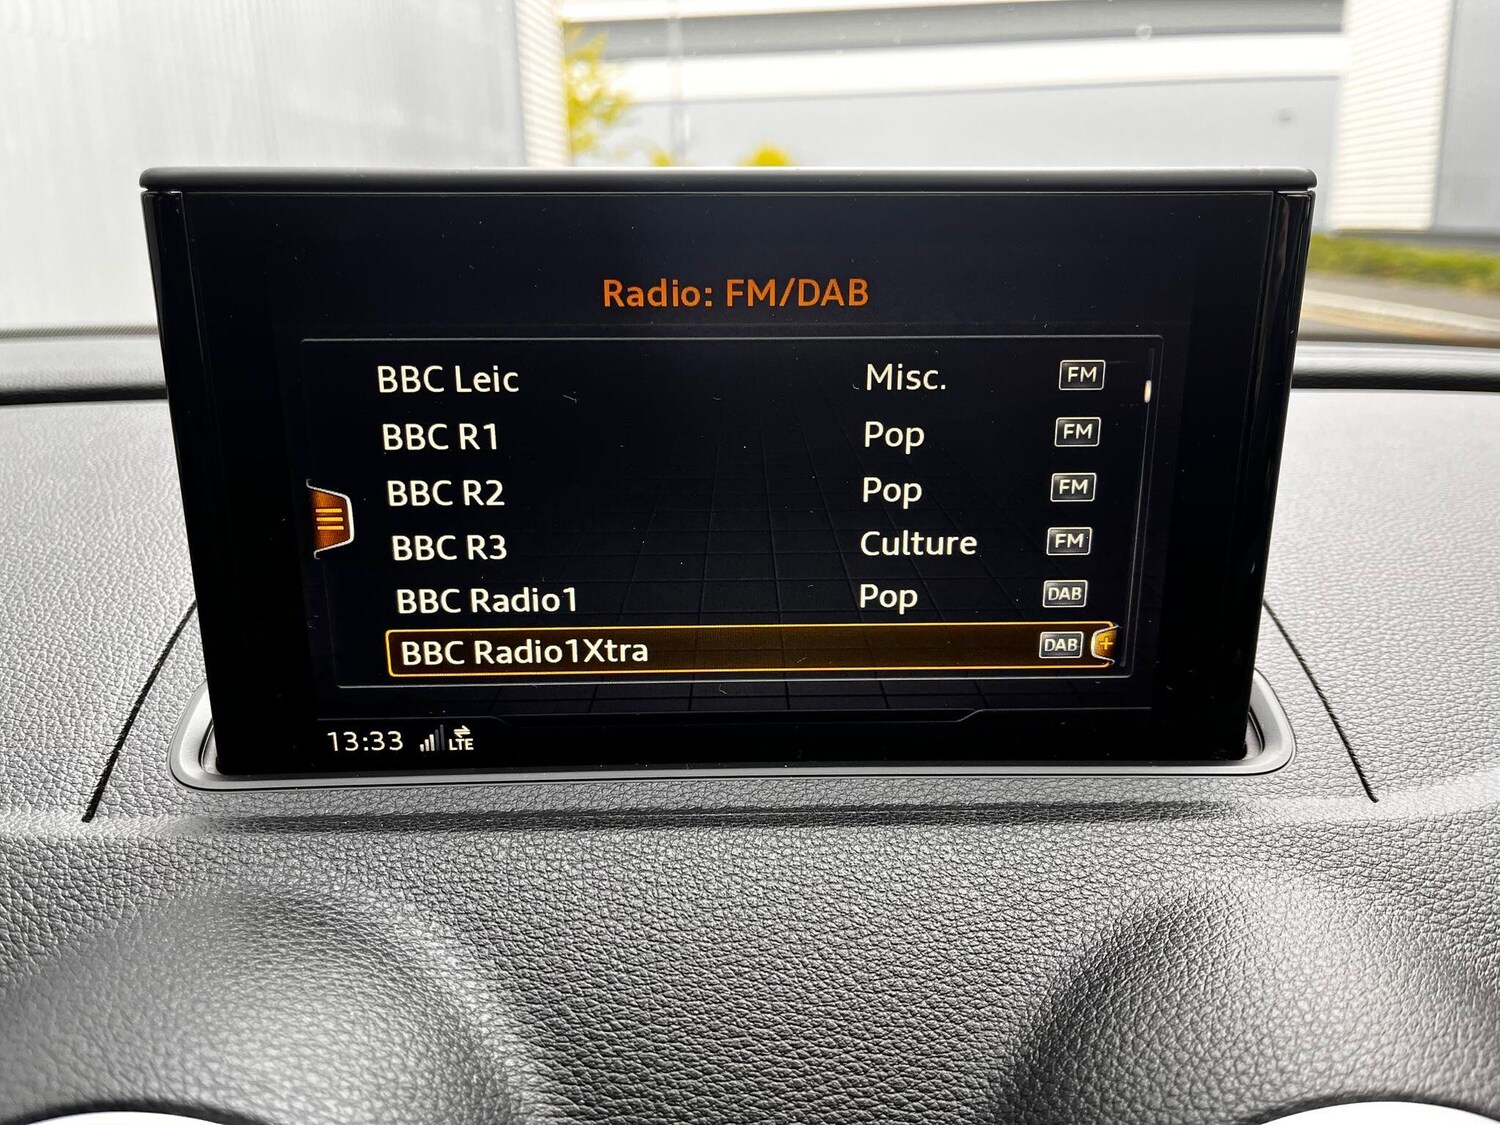 Radio: FM/DAB
BBC Leic Misc. FM
BBC R1 Pop FM
BBC R2 Pop FM
BBC R3 Culture FM
BBC Radio1 Pop DAB
BBC Radio1Xtra DAB +
13:33 LTE